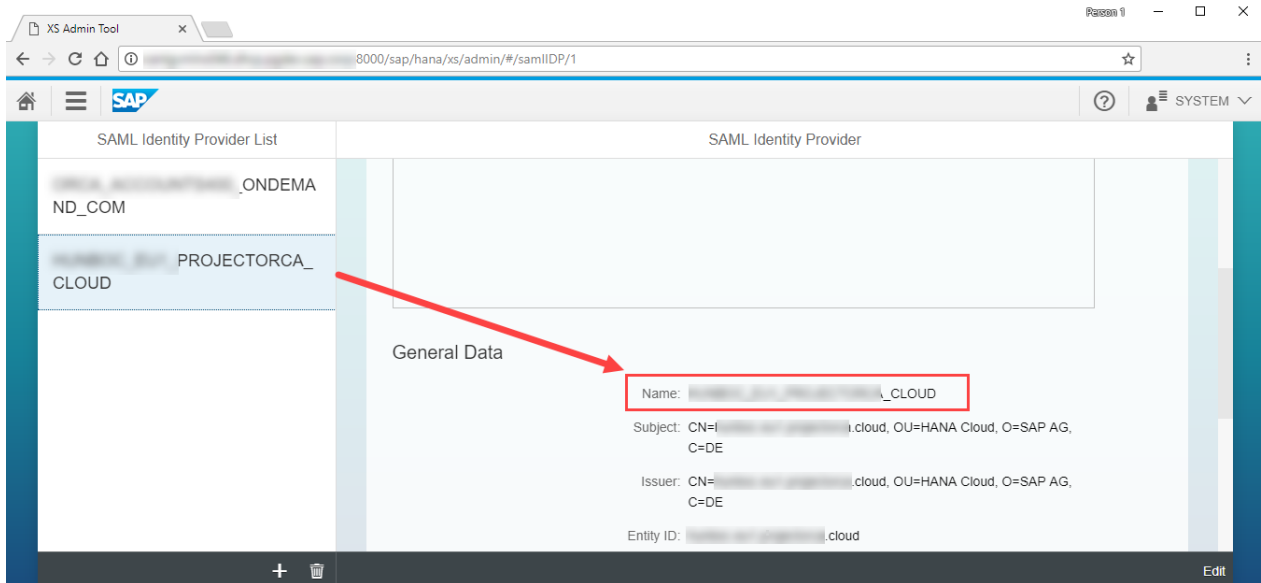 Person 1
XS Admin Tool
8000/sap/hana/xs/admin/#/samlIDP/1
SAP
SYSTEM
SAML Identity Provider List
SAML Identity Provider
_ONDEMA
ND_COM
PROJECTORCA_
CLOUD
General Data
Name: _CLOUD
Subject: CN= .cloud, OU=HANA Cloud, O=SAP AG,
C=DE
Issuer: CN= .cloud, OU=HANA Cloud, O=SAP AG,
C=DE
Entity ID: .cloud
Edit